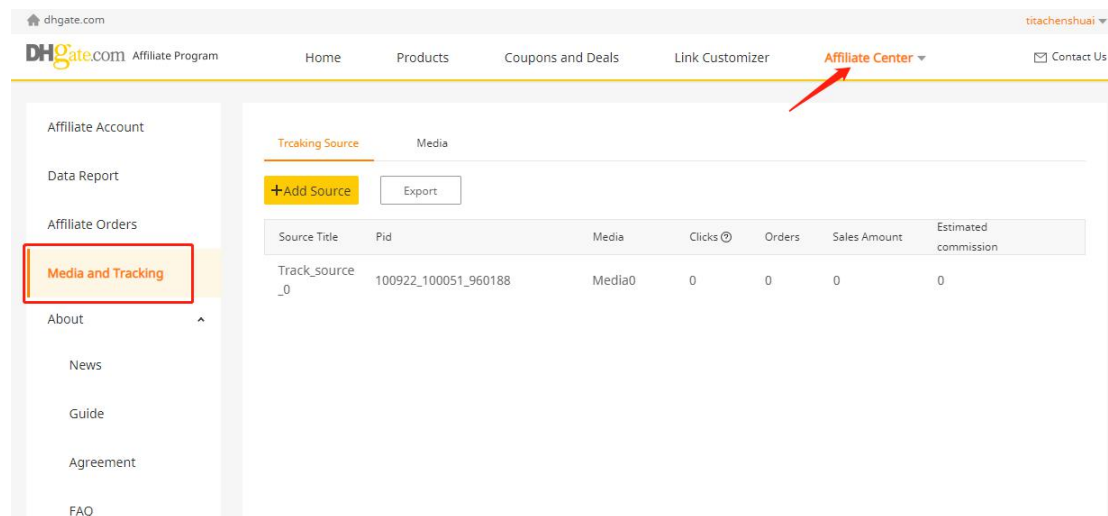 dhgate.com
titachenshuai
DHgate.com Affiliate Program
Home
Products
Coupons and Deals
Link Customizer
Affiliate Center
Contact Us
Affiliate Account
Data Report
Affiliate Orders
Media and Tracking
About
News
Guide
Agreement
FAQ
Trcaking Source
Media
+Add Source
Export
Source Title
Pid
Media
Clicks
Orders
Sales Amount
Estimated
commission
Track_source
_0
100922_100051_960188
Media0
0
0
0
0